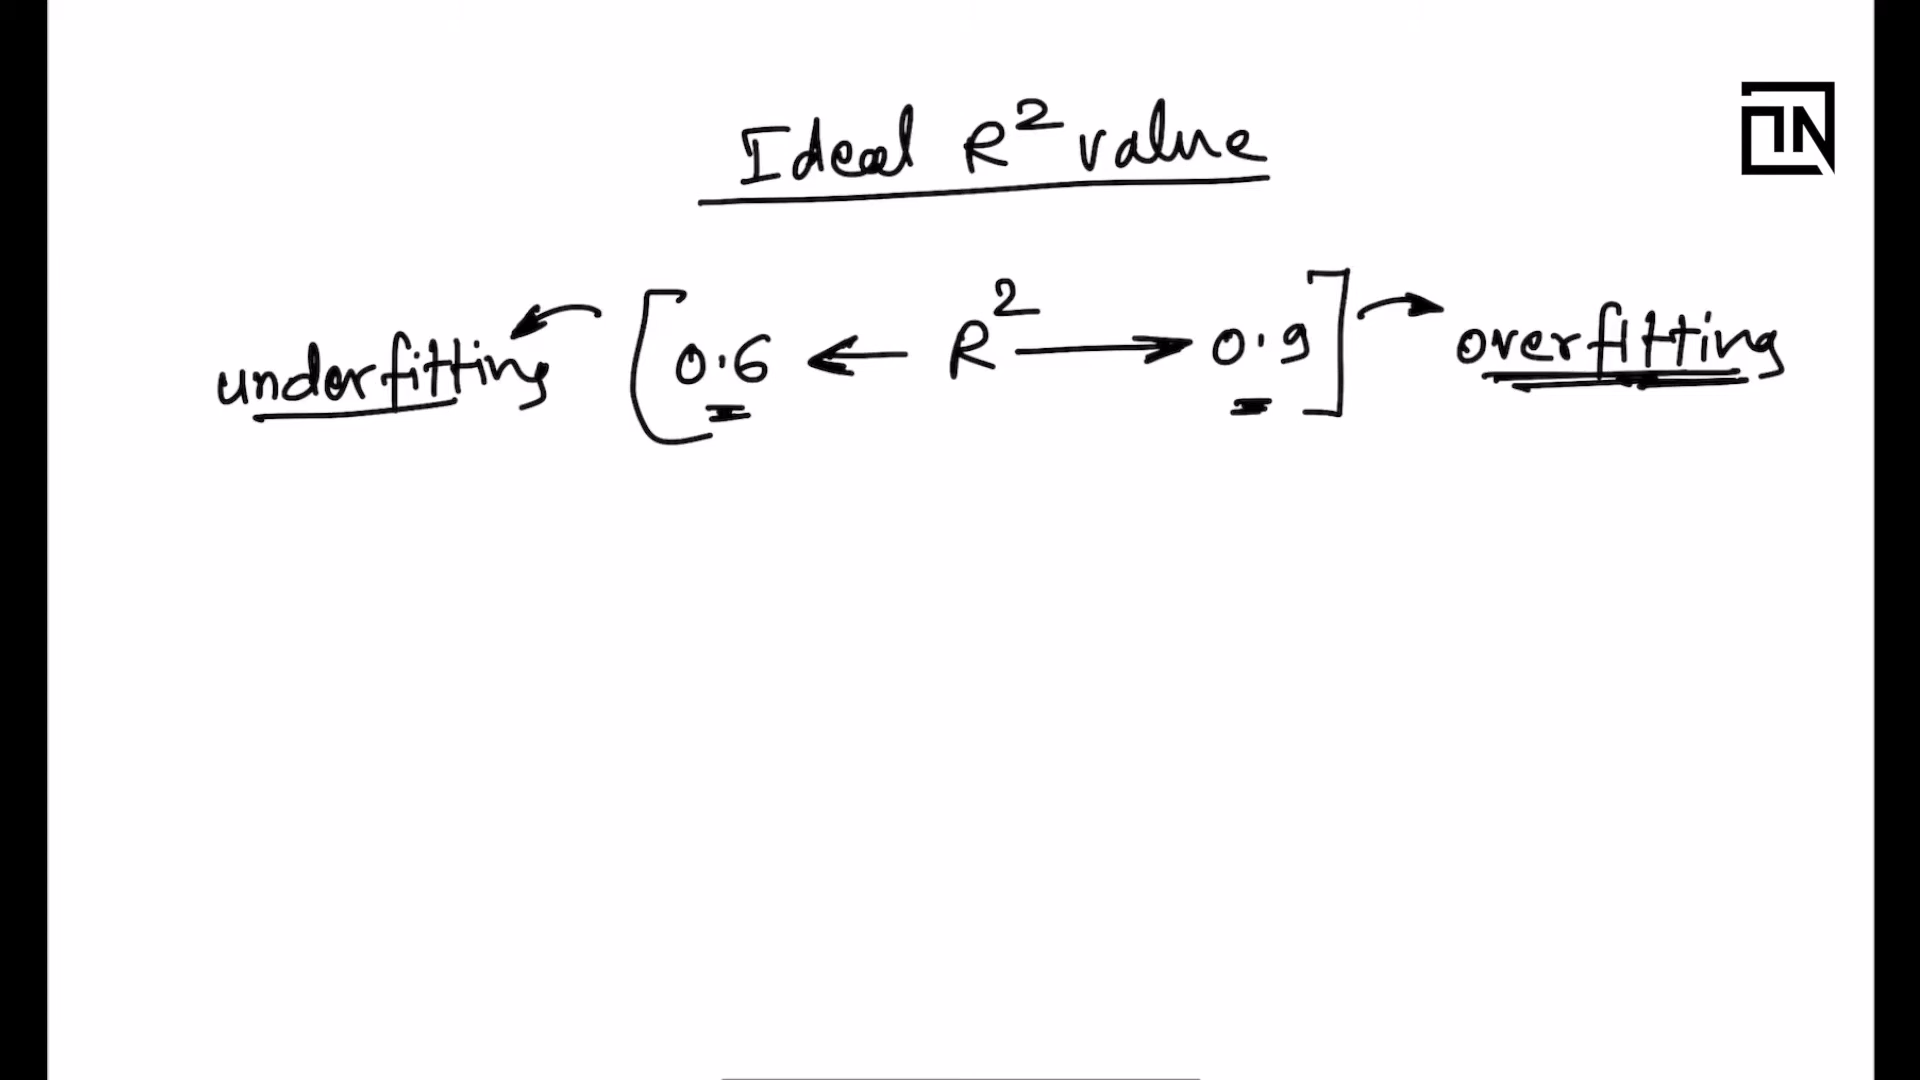 Ideal R² value
underfitting [0.6 ← R² → 0.9] overfitting